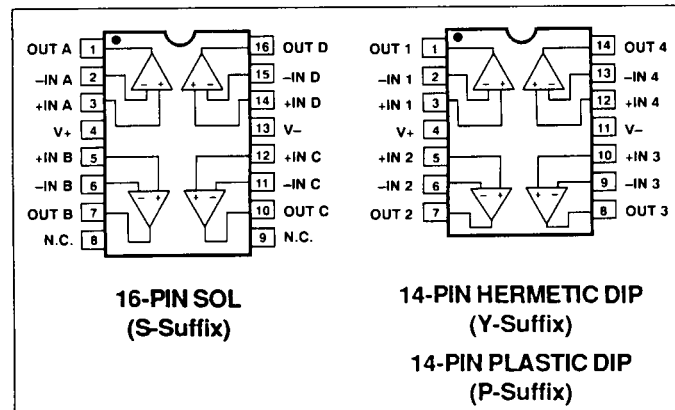 OUT A 1 16 OUT D
–IN A 2 15 –IN D
+IN A 3 14 +IN D
V+ 4 13 V–
+IN B 5 12 +IN C
–IN B 6 11 –IN C
OUT B 7 10 OUT C
N.C. 8 9 N.C.
– + + –
– + + –
16-PIN SOL
(S-Suffix)
OUT 1 1 14 OUT 4
–IN 1 2 13 –IN 4
+IN 1 3 12 +IN 4
V+ 4 11 V–
+IN 2 5 10 +IN 3
–IN 2 6 9 –IN 3
OUT 2 7 8 OUT 3
– + + –
– + + –
14-PIN HERMETIC DIP
(Y-Suffix)
14-PIN PLASTIC DIP
(P-Suffix)